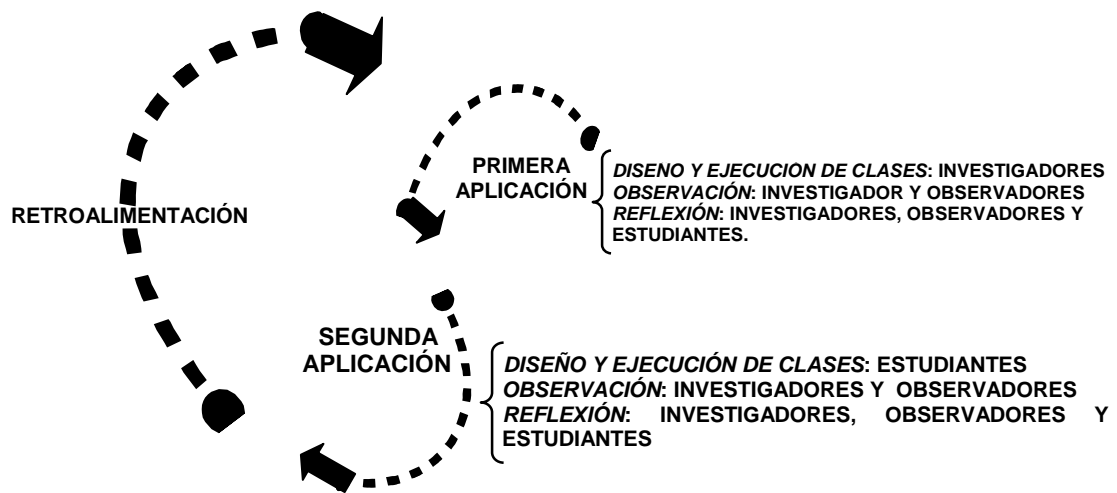 PRIMERA
APLICACIÓN
DISENO Y EJECUCION DE CLASES: INVESTIGADORES
OBSERVACIÓN: INVESTIGADOR Y OBSERVADORES
REFLEXIÓN: INVESTIGADORES, OBSERVADORES Y
ESTUDIANTES.
RETROALIMENTACIÓN
SEGUNDA
APLICACIÓN
DISEÑO Y EJECUCIÓN DE CLASES: ESTUDIANTES
OBSERVACIÓN: INVESTIGADORES Y OBSERVADORES
REFLEXIÓN: INVESTIGADORES, OBSERVADORES Y
ESTUDIANTES